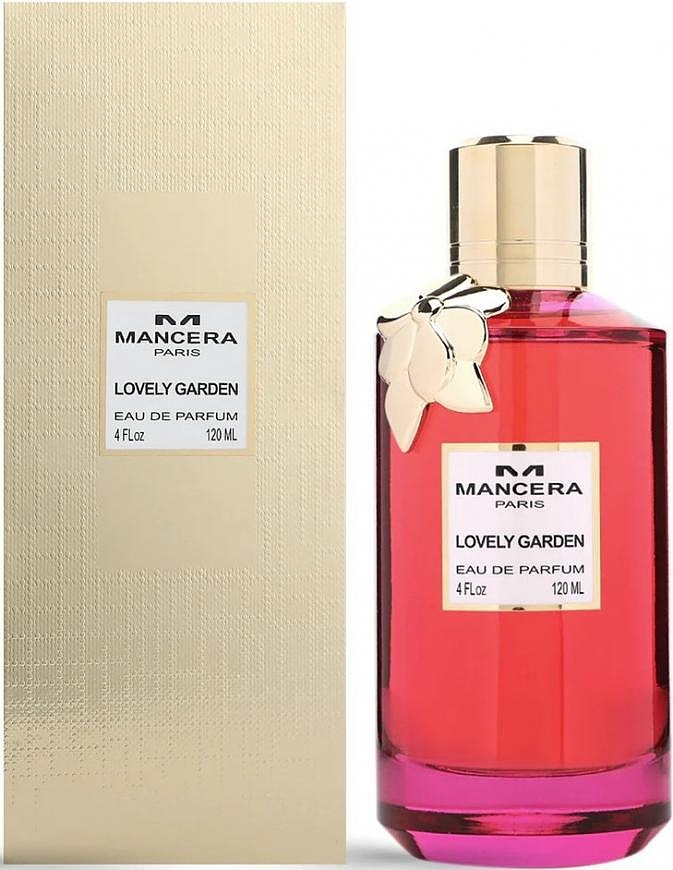 MANCERA
PARIS
LOVELY GARDEN
EAU DE PARFUM
4 FLoz 120 ML
MANCERA
PARIS
LOVELY GARDEN
EAU DE PARFUM
4 FLoz 120 ML